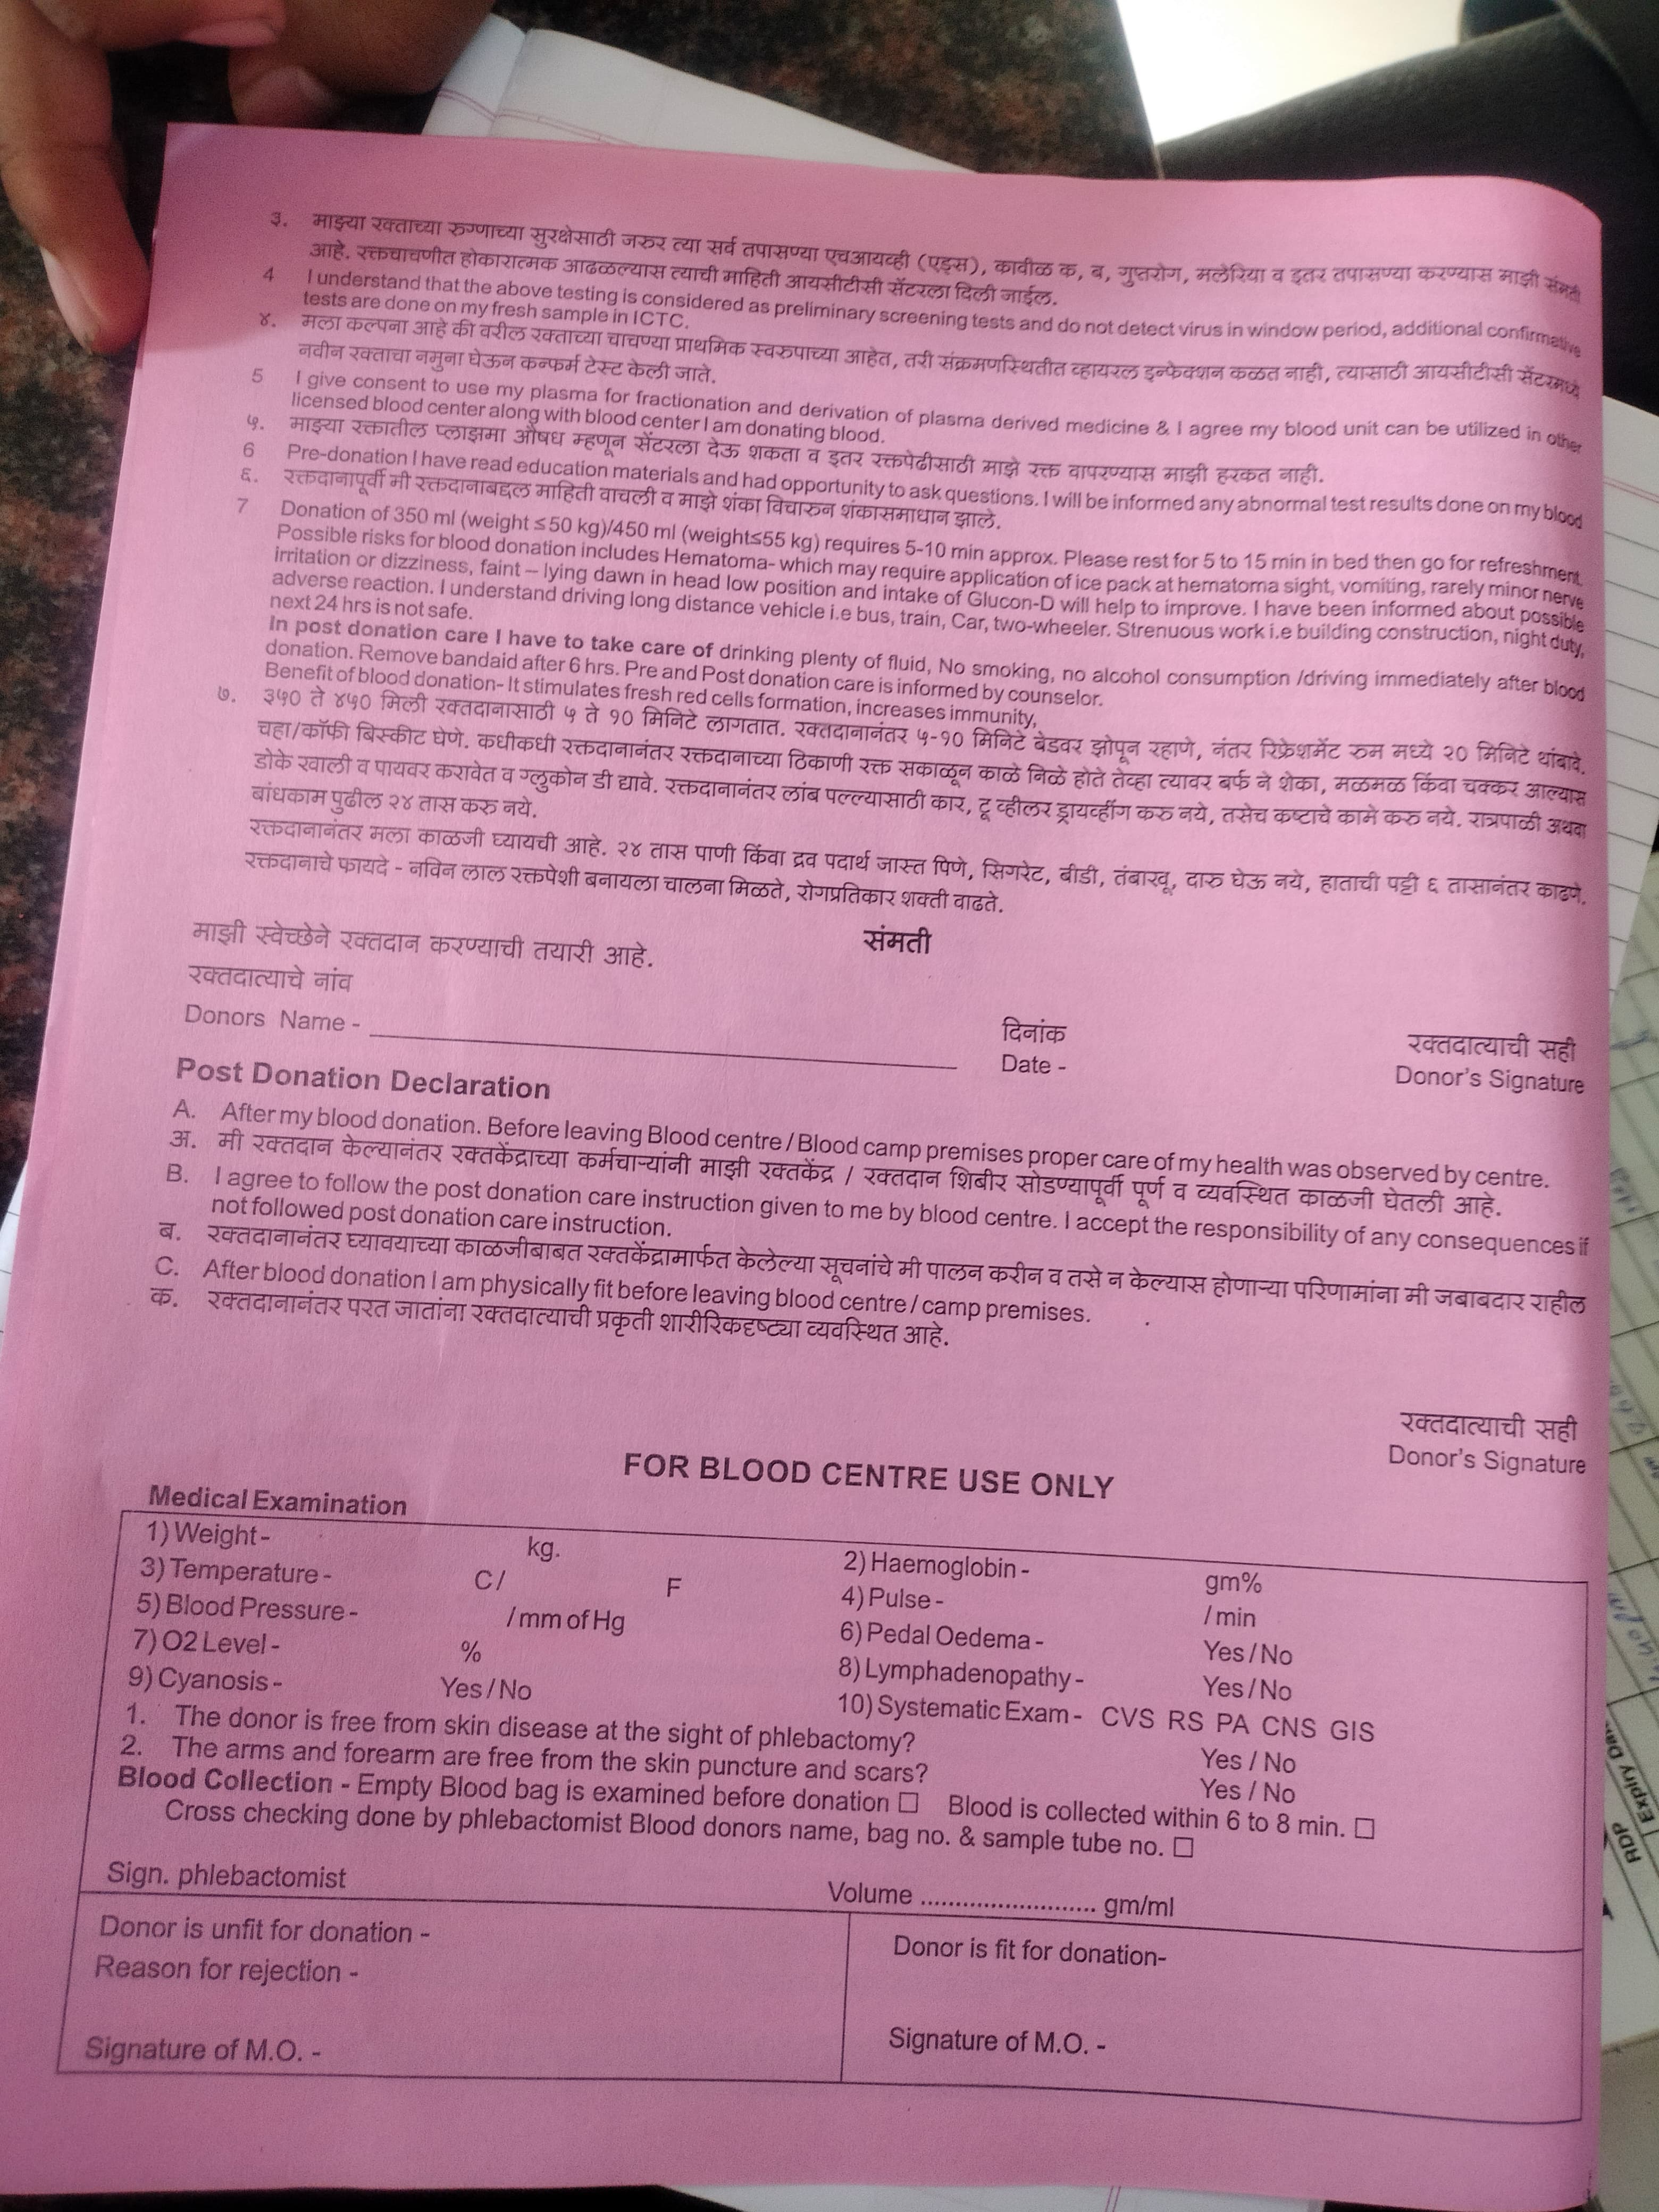 ३. माझ्या रक्ताच्या रुग्णाच्या सुरक्षेसाठी जरुर त्या सर्व तपासण्या एचआयव्ही (एड्स), कावीळ क, ब, गुप्तरोग, मलेरिया व इतर तपासण्या करण्यास माझी संमती
आहे. रक्तचाचणीत होकारात्मक आढळल्यास त्याची माहिती आयसीटीसी सेंटरला दिली जाईल.
4 I understand that the above testing is considered as preliminary screening tests and do not detect virus in window period, additional confirmative
tests are done on my fresh sample in ICTC.
४. मला कल्पना आहे की वरील रक्ताच्या चाचण्या प्राथमिक स्वरुपाच्या आहेत, तरी संक्रमणस्थितीत व्हायरल इन्फेक्शन कळत नाही, त्यासाठी आयसीटीसी सेंटरमध्ये
नवीन रक्ताचा नमुना घेऊन कन्फर्म टेस्ट केली जाते.
5 I give consent to use my plasma for fractionation and derivation of plasma derived medicine & I agree my blood unit can be utilized in other
licensed blood center along with blood center I am donating blood.
५. माझ्या रक्तातील प्लाझमा औषध म्हणून सेंटरला देऊ शकता व इतर रक्तपेढीसाठी माझे रक्त वापरण्यास माझी हरकत नाही.
6 Pre-donation I have read education materials and had opportunity to ask questions. I will be informed any abnormal test results done on my blood
६. रक्तदानापूर्वी मी रक्तदानाबद्दल माहिती वाचली व माझे शंका विचारुन शंकासमाधान झाले.
7 Donation of 350 ml (weight ≤50 kg)/450 ml (weight≤55 kg) requires 5-10 min approx. Please rest for 5 to 15 min in bed then go for refreshment.
Possible risks for blood donation includes Hematoma- which may require application of ice pack at hematoma sight, vomiting, rarely minor nerve
irritation or dizziness, faint – lying dawn in head low position and intake of Glucon-D will help to improve. I have been informed about possible
adverse reaction. I understand driving long distance vehicle i.e bus, train, Car, two-wheeler. Strenuous work i.e building construction, night duty,
next 24 hrs is not safe.
In post donation care I have to take care of drinking plenty of fluid, No smoking, no alcohol consumption /driving immediately after blood
donation. Remove bandaid after 6 hrs. Pre and Post donation care is informed by counselor.
Benefit of blood donation- It stimulates fresh red cells formation, increases immunity,
७. ३५० ते ४५० मिली रक्तदानासाठी ५ ते १० मिनिटे लागतात. रक्तदानानंतर ५-१० मिनिटे बेडवर झोपून रहाणे, नंतर रिफ्रेशमेंट रुम मध्ये २० मिनिटे थांबावे.
चहा/कॉफी बिस्कीट घेणे. कधीकधी रक्तदानानंतर रक्तदानाच्या ठिकाणी रक्त सकाळून काळे निळे होते तेव्हा त्यावर बर्फ ने शेका, मळमळ किंवा चक्कर आल्यास
डोके खाली व पायवर करावेत व ग्लुकोन डी द्यावे. रक्तदानानंतर लांब पल्ल्यासाठी कार, टू व्हीलर ड्रायव्हींग करु नये, तसेच कष्टाचे कामे करु नये. रात्रपाळी अथवा
बांधकाम पुढील २४ तास करु नये.
रक्तदानानंतर मला काळजी घ्यायची आहे. २४ तास पाणी किंवा द्रव पदार्थ जास्त पिणे, सिगरेट, बीडी, तंबाखू, दारु घेऊ नये, हाताची पट्टी ६ तासानंतर काढणे.
रक्तदानाचे फायदे - नविन लाल रक्तपेशी बनायला चालना मिळते, रोगप्रतिकार शक्ती वाढते.
संमती
माझी स्वेच्छेने रक्तदान करण्याची तयारी आहे.
रक्तदात्याचे नांव दिनांक रक्तदात्याची सही
Donors Name - Date - Donor's Signature
Post Donation Declaration
A. After my blood donation. Before leaving Blood centre / Blood camp premises proper care of my health was observed by centre.
अ. मी रक्तदान केल्यानंतर रक्तकेंद्राच्या कर्मचाऱ्यांनी माझी रक्तकेंद्र / रक्तदान शिबीर सोडण्यापूर्वी पूर्ण व व्यवस्थित काळजी घेतली आहे.
B. I agree to follow the post donation care instruction given to me by blood centre. I accept the responsibility of any consequences if
not followed post donation care instruction.
ब. रक्तदानानंतर घ्यावयाच्या काळजीबाबत रक्तकेंद्रामार्फत केलेल्या सूचनांचे मी पालन करीन व तसे न केल्यास होणाऱ्या परिणामांना मी जबाबदार राहील
C. After blood donation I am physically fit before leaving blood centre / camp premises.
क. रक्तदानानंतर परत जातांना रक्तदात्याची प्रकृती शारीरिकदृष्ट्या व्यवस्थित आहे.
रक्तदात्याची सही
Donor's Signature
FOR BLOOD CENTRE USE ONLY
Medical Examination
1) Weight - kg. 2) Haemoglobin - gm%
3) Temperature - C / F 4) Pulse - / min
5) Blood Pressure - / mm of Hg 6) Pedal Oedema - Yes / No
7) O2 Level - % 8) Lymphadenopathy - Yes / No
9) Cyanosis - Yes / No 10) Systematic Exam - CVS RS PA CNS GIS
1. The donor is free from skin disease at the sight of phlebactomy? Yes / No
2. The arms and forearm are free from the skin puncture and scars? Yes / No
Blood Collection - Empty Blood bag is examined before donation ☐ Blood is collected within 6 to 8 min. ☐
Cross checking done by phlebactomist Blood donors name, bag no. & sample tube no. ☐
Sign. phlebactomist Volume .......................... gm/ml
Donor is unfit for donation - Donor is fit for donation-
Reason for rejection -
Signature of M.O. - Signature of M.O. -
RDP